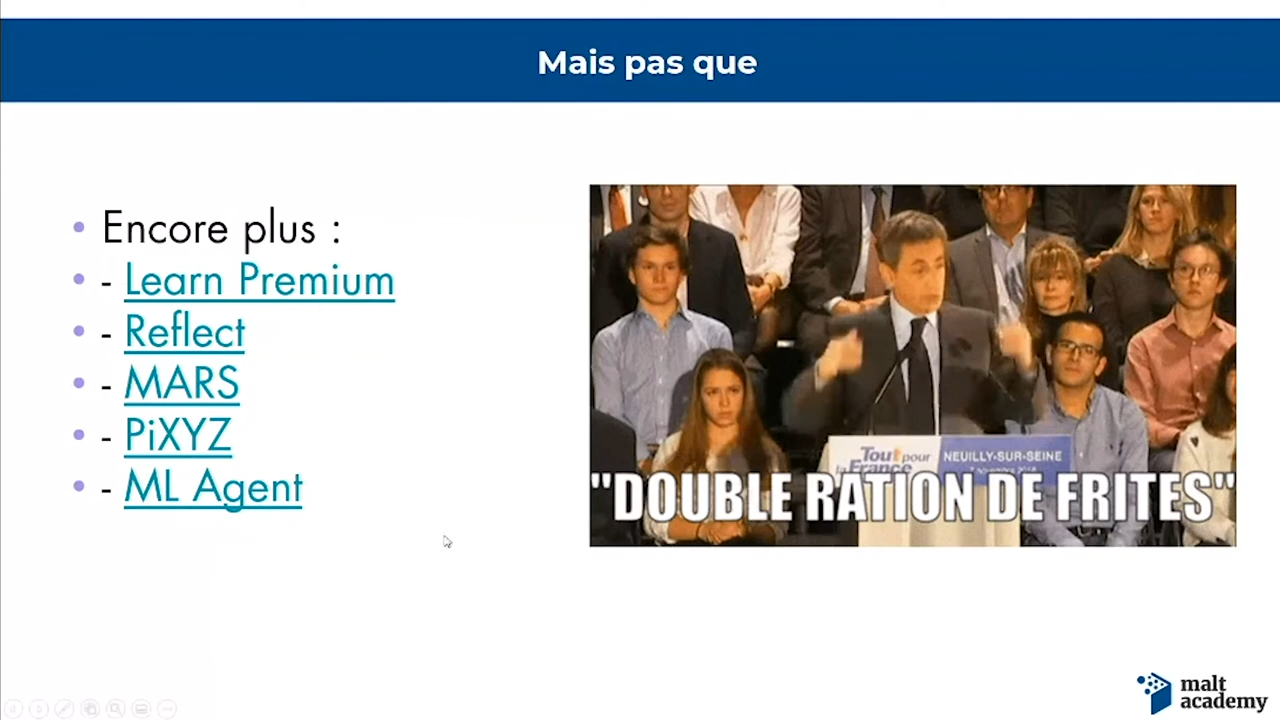 Mais pas que
• Encore plus :
• - Learn Premium
• - Reflect
• - MARS
• - PiXYZ
• - ML Agent
Tout pour
la France
NEUILLY-SUR-SEINE
"DOUBLE RATION DE FRITES"
malt
academy